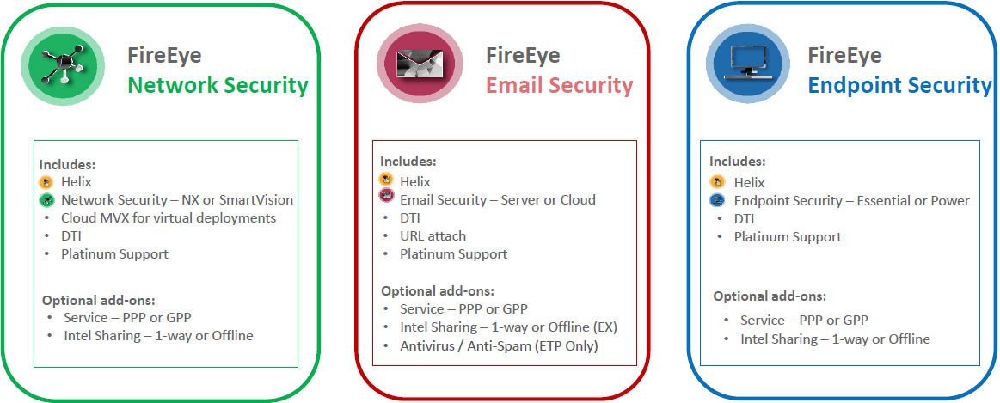 FireEye
Network Security
Includes:
Helix
Network Security – NX or SmartVision
• Cloud MVX for virtual deployments
• DTI
• Platinum Support
Optional add-ons:
• Service – PPP or GPP
• Intel Sharing – 1-way or Offline
FireEye
Email Security
Includes:
Helix
Email Security – Server or Cloud
• DTI
• URL attach
• Platinum Support
Optional add-ons:
• Service – PPP or GPP
• Intel Sharing – 1-way or Offline (EX)
• Antivirus / Anti-Spam (ETP Only)
FireEye
Endpoint Security
Includes:
Helix
Endpoint Security – Essential or Power
• DTI
• Platinum Support
Optional add-ons:
• Service – PPP or GPP
• Intel Sharing – 1-way or Offline